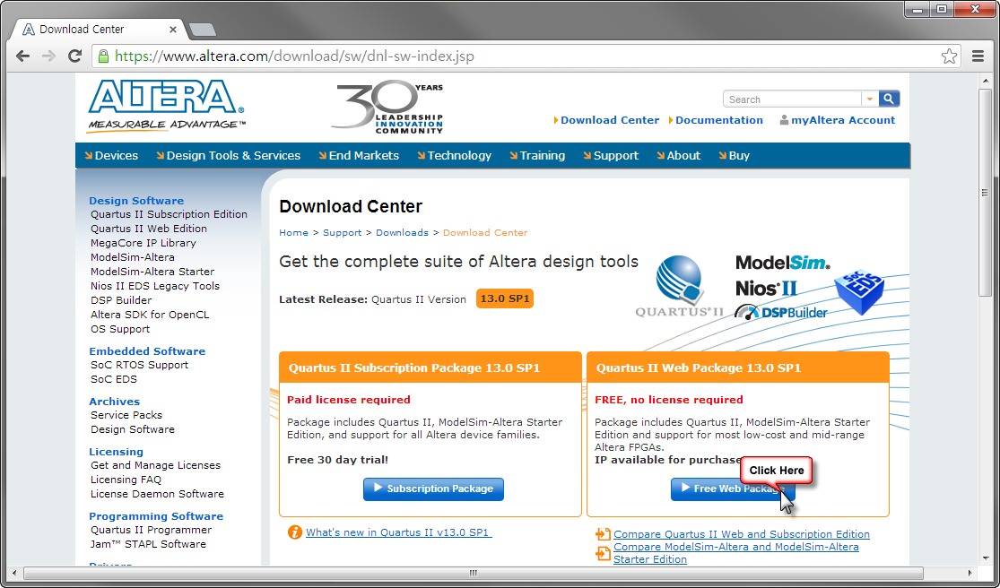 Download Center
https://www.altera.com/download/sw/dnl-sw-index.jsp
ALTERA®
MEASURABLE ADVANTAGE™
30 YEARS
LEADERSHIP
INNOVATION
COMMUNITY
Search
Download Center Documentation myAltera Account
Devices Design Tools & Services End Markets Technology Training Support About Buy
Design Software
Quartus II Subscription Edition
Quartus II Web Edition
MegaCore IP Library
ModelSim-Altera
ModelSim-Altera Starter
Nios II EDS Legacy Tools
DSP Builder
Altera SDK for OpenCL
OS Support
Embedded Software
SoC RTOS Support
SoC EDS
Archives
Service Packs
Design Software
Licensing
Get and Manage Licenses
Licensing FAQ
License Daemon Software
Programming Software
Quartus II Programmer
Jam™ STAPL Software
Drivers
Download Center
Home > Support > Downloads > Download Center
Get the complete suite of Altera design tools
Latest Release: Quartus II Version 13.0 SP1
QUARTUS® II
ModelSim®
Nios® II
DSPBuilder
SoC EDS
Quartus II Subscription Package 13.0 SP1
Paid license required
Package includes Quartus II, ModelSim-Altera Starter
Edition, and support for all Altera device families.
Free 30 day trial!
Subscription Package
What's new in Quartus II v13.0 SP1
Quartus II Web Package 13.0 SP1
FREE, no license required
Package includes Quartus II, ModelSim-Altera Starter
Edition and support for most low-cost and mid-range
Altera FPGAs.
IP available for purchase
Click Here
Free Web Package
Compare Quartus II Web and Subscription Edition
Compare ModelSim-Altera and ModelSim-Altera
Starter Edition